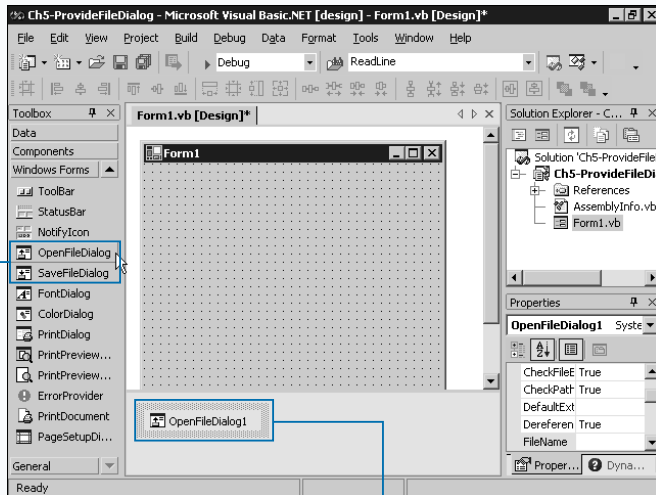 Ch5-ProvideFileDialog - Microsoft Visual Basic.NET [design] - Form1.vb [Design]*
File Edit View Project Build Debug Data Format Tools Window Help
Debug ReadLine
Toolbox
Form1.vb [Design]*
Solution Explorer - C...
Data
Components
Windows Forms
ToolBar
StatusBar
NotifyIcon
OpenFileDialog
SaveFileDialog
FontDialog
ColorDialog
PrintDialog
PrintPreview...
PrintPreview...
ErrorProvider
PrintDocument
PageSetupDi...
General
Form1
OpenFileDialog1
Solution 'Ch5-ProvideFile
Ch5-ProvideFileDi
References
AssemblyInfo.vb
Form1.vb
Properties
OpenFileDialog1 Syste
CheckFileE True
CheckPath True
DefaultExt
Dereferen True
FileName
Proper... Dyna...
Ready